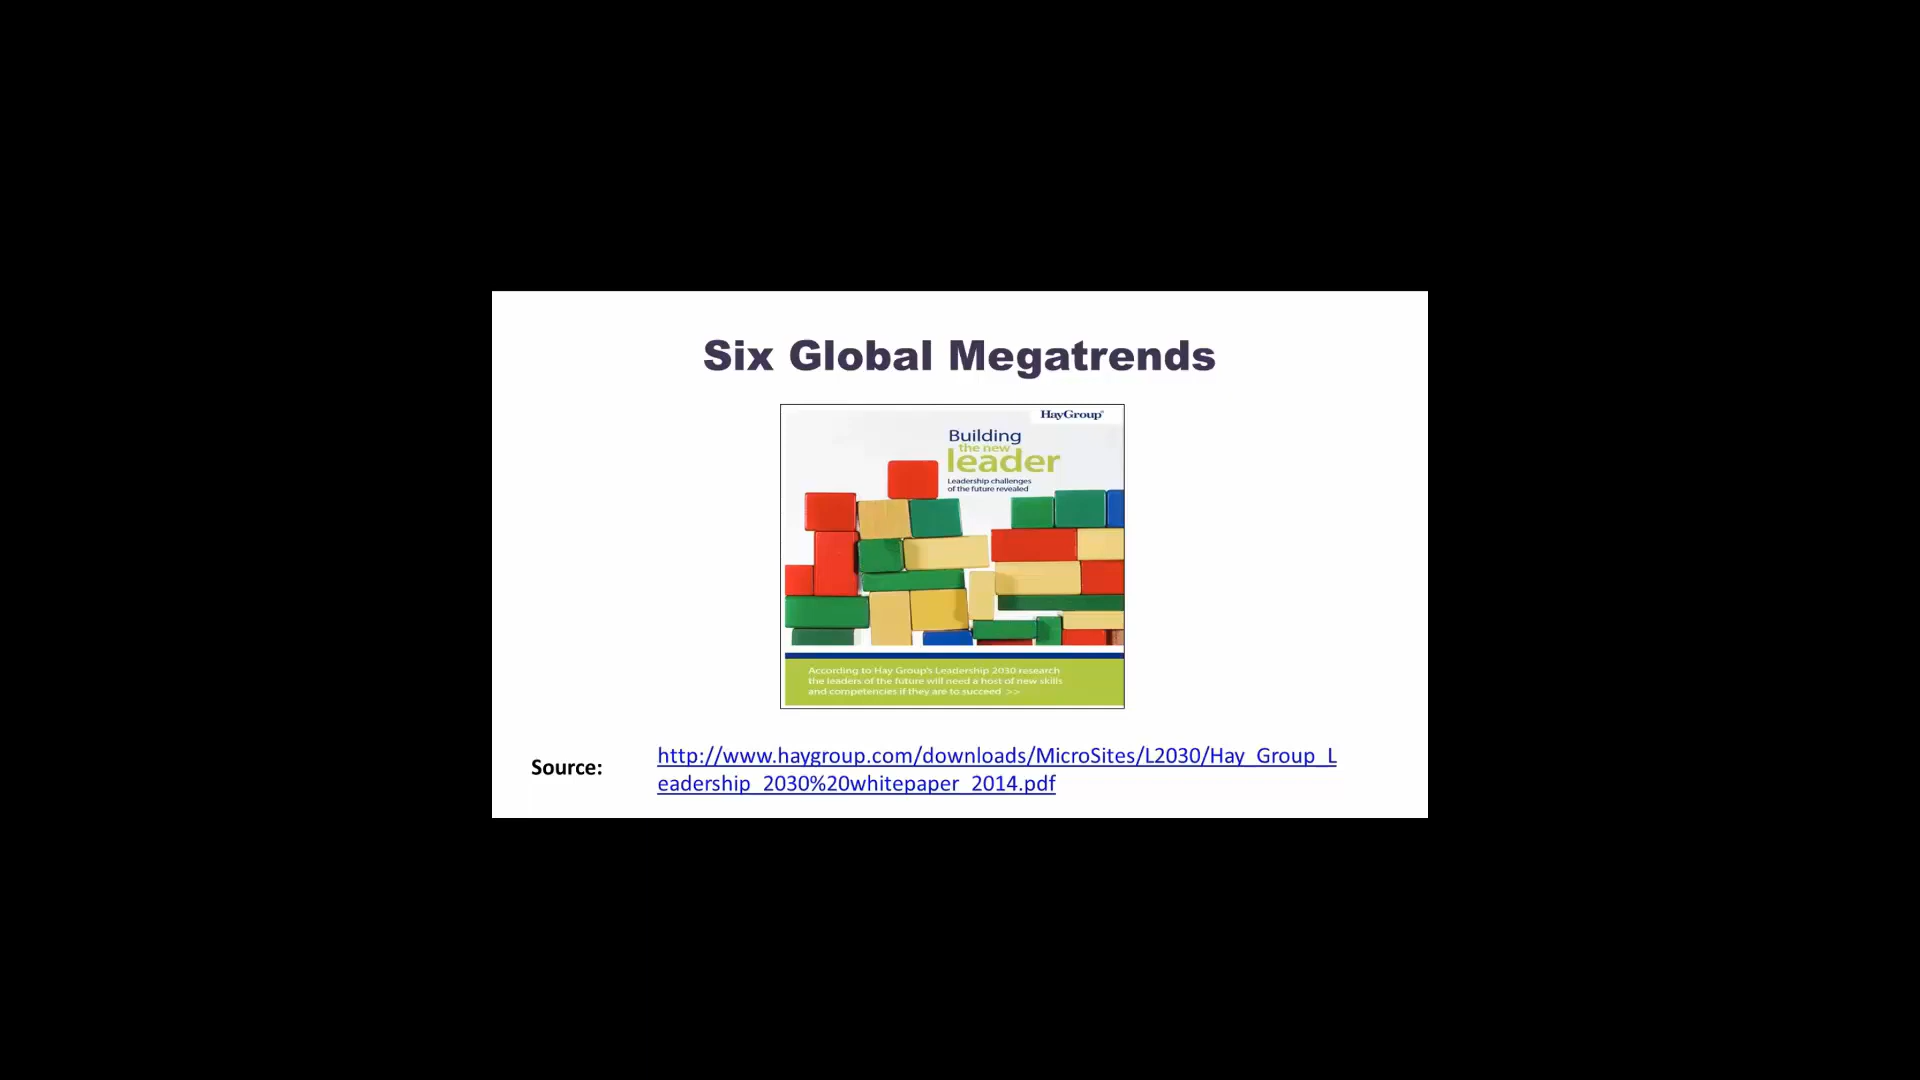 Six Global Megatrends
HayGroup®
Building
the new
leader
Leadership challenges
of the future revealed
According to Hay Group's Leadership 2030 research
the leaders of the future will need a host of new skills
and competencies if they are to succeed >>
Source:
http://www.haygroup.com/downloads/MicroSites/L2030/Hay_Group_L
eadership_2030%20whitepaper_2014.pdf